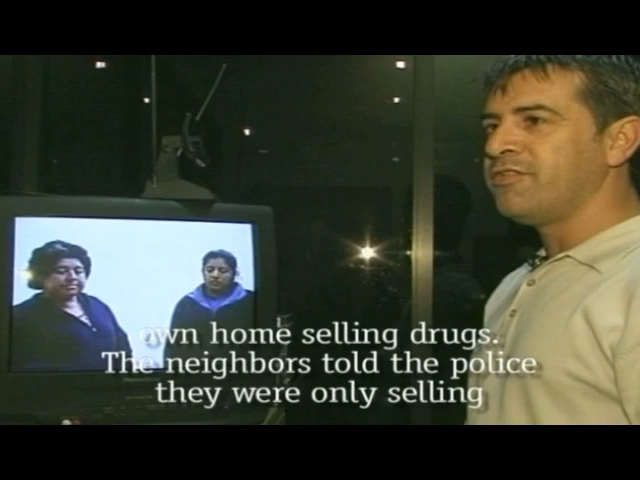 own home selling drugs.
The neighbors told the police
they were only selling